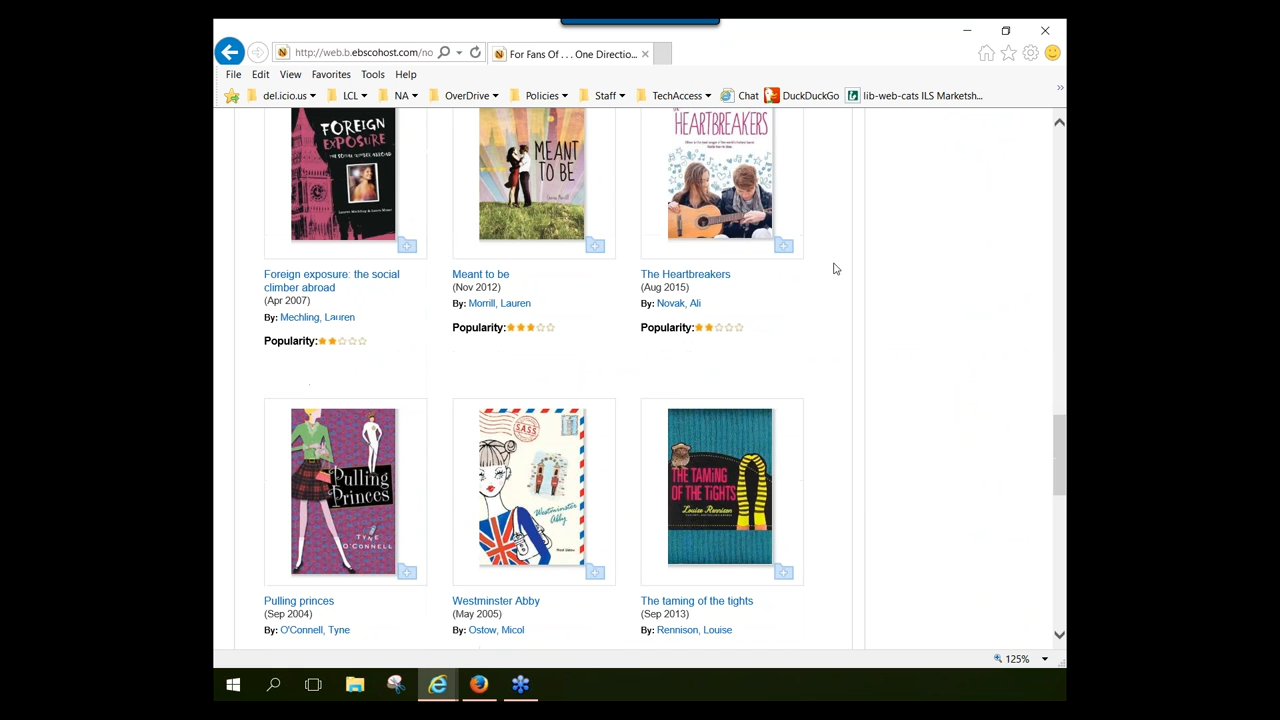 http://web.b.ebscohost.com/no
For Fans Of . . . One Directio...
File Edit View Favorites Tools Help
del.icio.us LCL NA OverDrive Policies Staff TechAccess Chat DuckDuckGo lib-web-cats ILS Marketsh...
FOREIGN
EXPOSURE
THE SOCIAL CLIMBER ABROAD
MEANT
TO BE
HEARTBREAKERS
Foreign exposure: the social
climber abroad
(Apr 2007)
By: Mechling, Lauren
Popularity:
Meant to be
(Nov 2012)
By: Morrill, Lauren
Popularity:
The Heartbreakers
(Aug 2015)
By: Novak, Ali
Popularity:
Pulling
Princes
TYNE
O'CONNELL
S.A.S.S.
Westminster
Abby
Micol Ostow
THE TAMING
OF THE TIGHTS
Louise Rennison
Pulling princes
(Sep 2004)
By: O'Connell, Tyne
Westminster Abby
(May 2005)
By: Ostow, Micol
The taming of the tights
(Sep 2013)
By: Rennison, Louise
125%